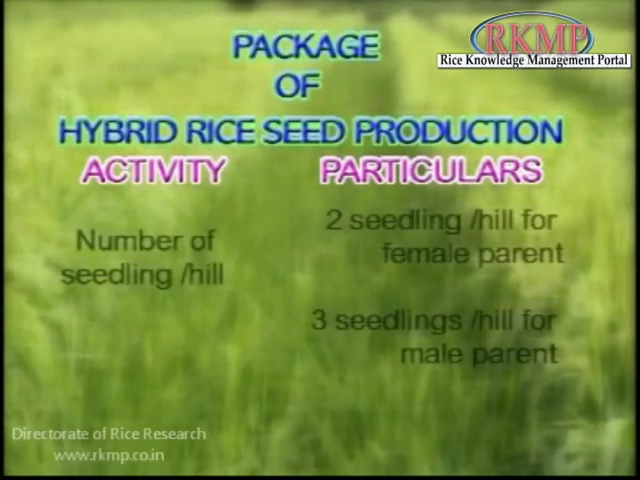 RKMP
Rice Knowledge Management Portal
PACKAGE
OF
HYBRID RICE SEED PRODUCTION
ACTIVITY PARTICULARS
Number of
seedling /hill
2 seedling /hill for
female parent
3 seedlings /hill for
male parent
Directorate of Rice Research
www.rkmp.co.in